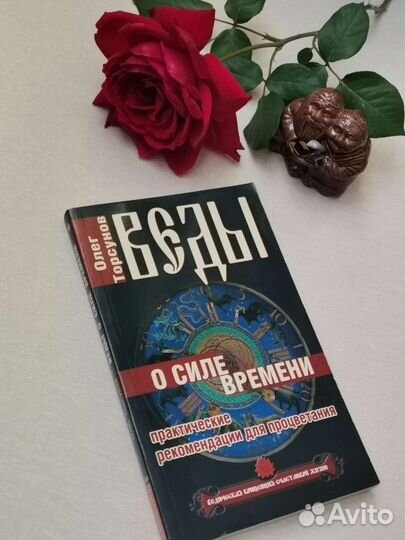 Олег
Торсунов
ВЕДЫ
О СИЛЕ
ВРЕМЕНИ
практические
рекомендации для процветания
Avito